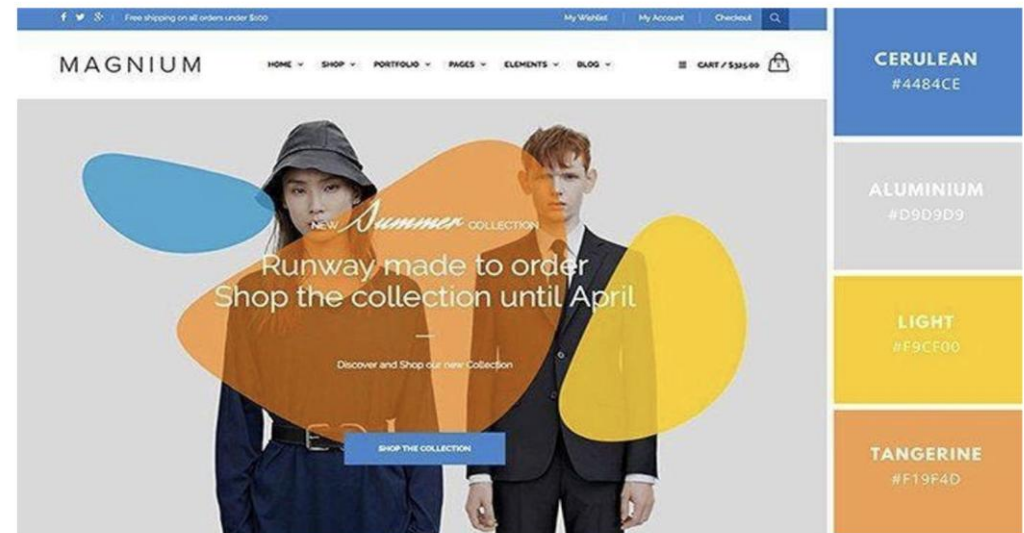 Free shipping on all orders under $100
My Wishlist
My Account
Checkout
MAGNIUM
HOME
SHOP
PORTFOLIO
PAGES
ELEMENTS
BLOG
CART / $325.00
NEW Summer COLLECTION
Runway made to order
Shop the collection until April
Discover and Shop our new Collection
SHOP THE COLLECTION
CERULEAN
#4484CE
ALUMINIUM
#D9D9D9
LIGHT
#F9CF00
TANGERINE
#F19F4D